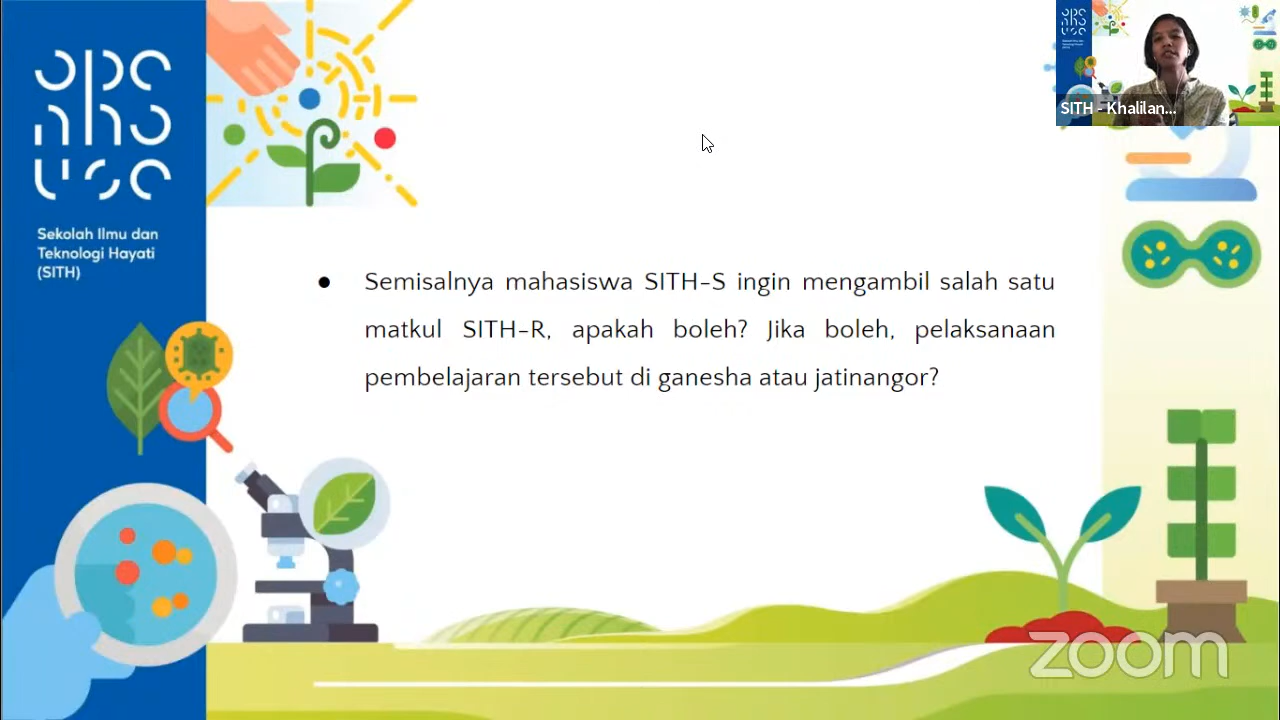 openhouse
Sekolah Ilmu dan
Teknologi Hayati
(SITH)
SITH - Khalilan...
● Semisalnya mahasiswa SITH-S ingin mengambil salah satu
matkul SITH-R, apakah boleh? Jika boleh, pelaksanaan
pembelajaran tersebut di ganesha atau jatinangor?
zoom